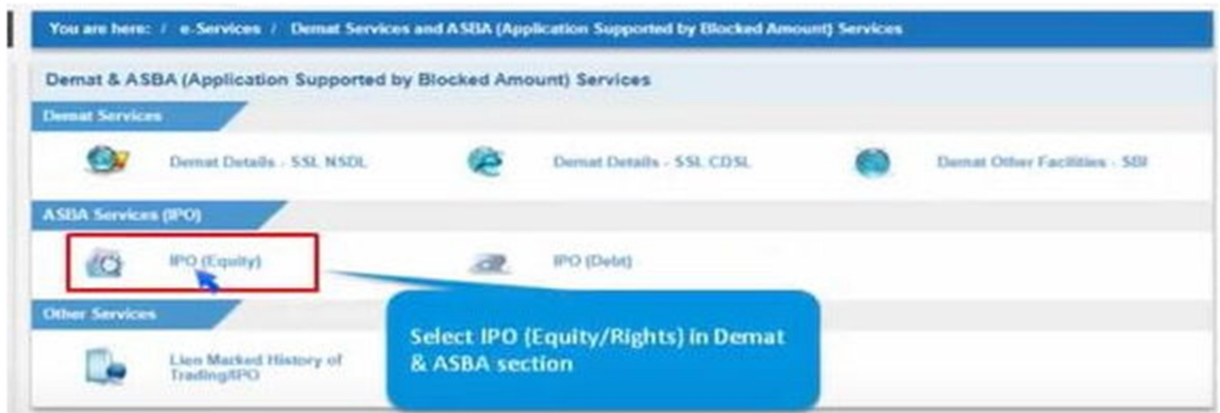 You are here: / e-Services / Demat Services and ASBA (Application Supported by Blocked Amount) Services
Demat & ASBA (Application Supported by Blocked Amount) Services
Demat Services
Demat Details - SSL NSDL
Demat Details - SSL CDSL
Demat Other Facilities - SBI
ASBA Services (IPO)
IPO (Equity)
IPO (Debt)
Other Services
Select IPO (Equity/Rights) in Demat
& ASBA section
Lien Marked History of
Trading/IPO